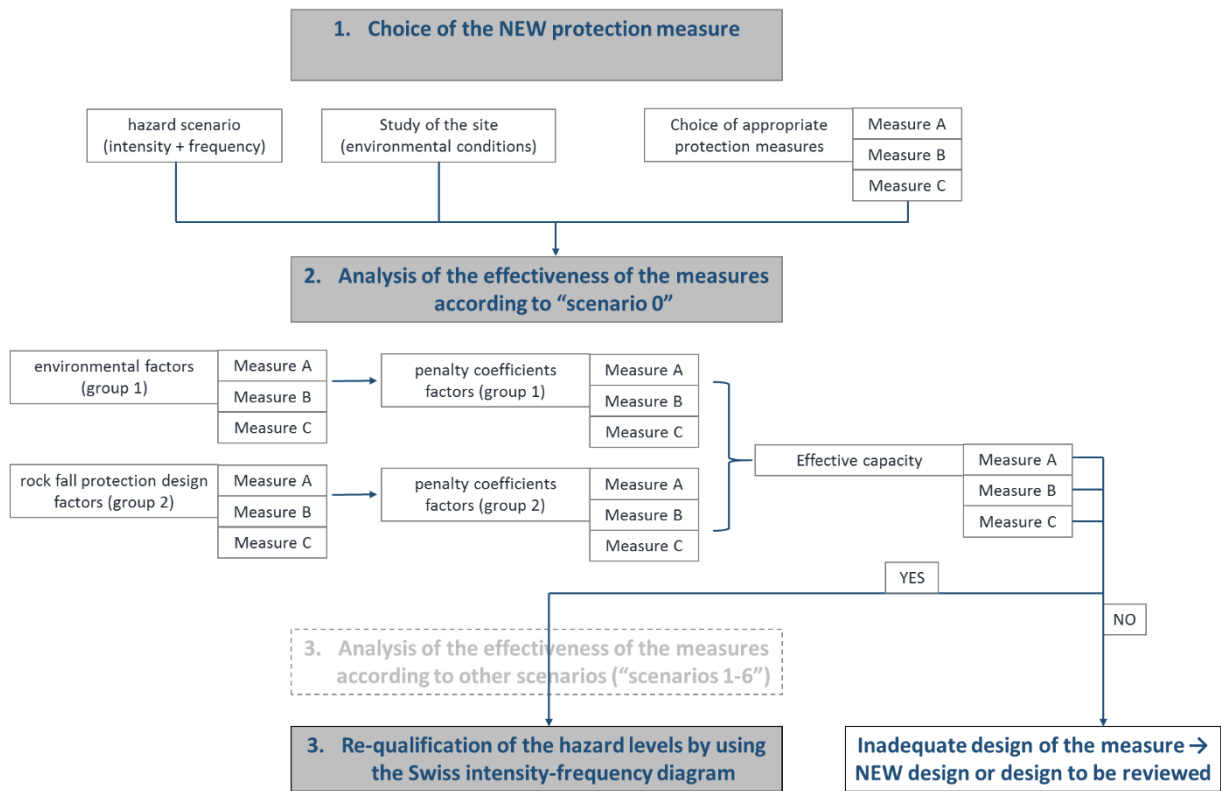 1. Choice of the NEW protection measure
hazard scenario
(intensity + frequency)
Study of the site
(environmental conditions)
Choice of appropriate
protection measures
Measure A
Measure B
Measure C
2. Analysis of the effectiveness of the measures
according to “scenario 0”
environmental factors
(group 1)
Measure A
Measure B
Measure C
penalty coefficients
factors (group 1)
Measure A
Measure B
Measure C
rock fall protection design
factors (group 2)
Measure A
Measure B
Measure C
penalty coefficients
factors (group 2)
Measure A
Measure B
Measure C
Effective capacity
Measure A
Measure B
Measure C
YES
NO
3. Analysis of the effectiveness of the measures
according to other scenarios (“scenarios 1-6”)
3. Re-qualification of the hazard levels by using
the Swiss intensity-frequency diagram
Inadequate design of the measure →
NEW design or design to be reviewed